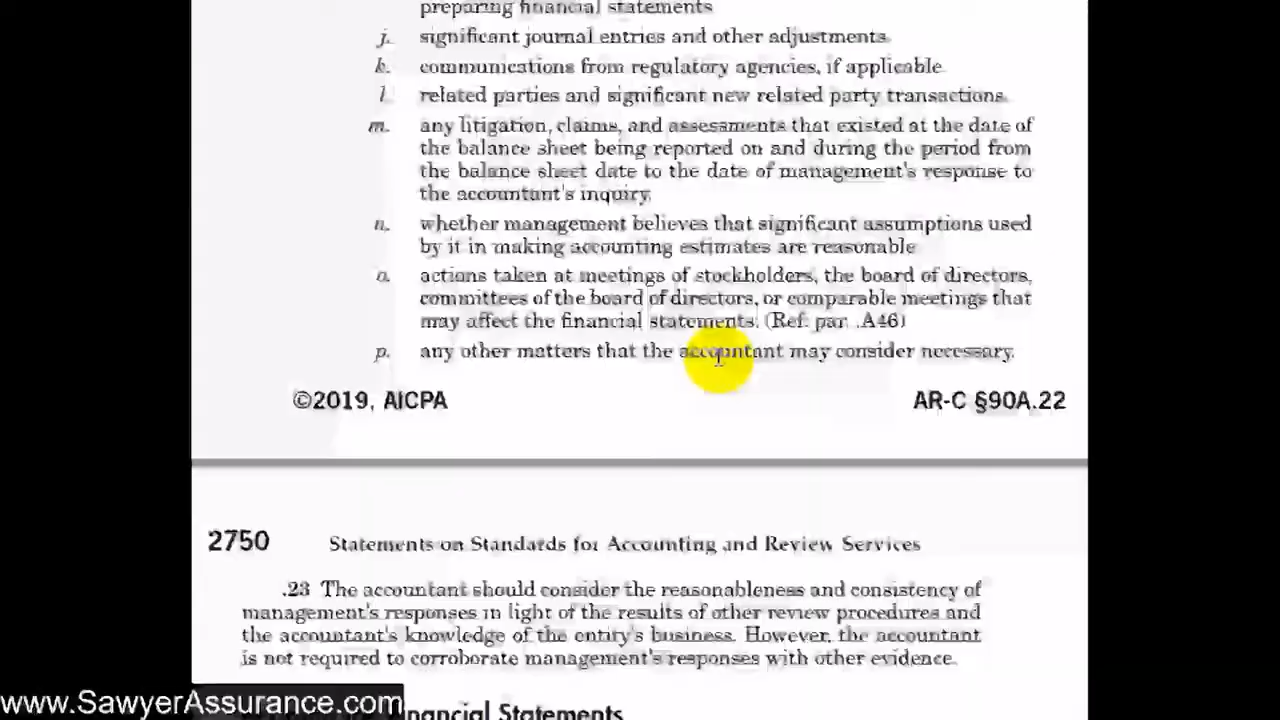 preparing financial statements
j. significant journal entries and other adjustments
k. communications from regulatory agencies, if applicable
l. related parties and significant new related party transactions
m. any litigation, claims, and assessments that existed at the date of
the balance sheet being reported on and during the period from
the balance sheet date to the date of management's response to
the accountant's inquiry
n. whether management believes that significant assumptions used
by it in making accounting estimates are reasonable
o. actions taken at meetings of stockholders, the board of directors,
committees of the board of directors, or comparable meetings that
may affect the financial statements. (Ref: par. .A46)
p. any other matters that the accountant may consider necessary.
©2019, AICPA AR-C §90A.22
2750 Statements on Standards for Accounting and Review Services
.23 The accountant should consider the reasonableness and consistency of
management's responses in light of the results of other review procedures and
the accountant's knowledge of the entity's business. However, the accountant
is not required to corroborate management's responses with other evidence.
www.SawyerAssurance.com
Financial Statements